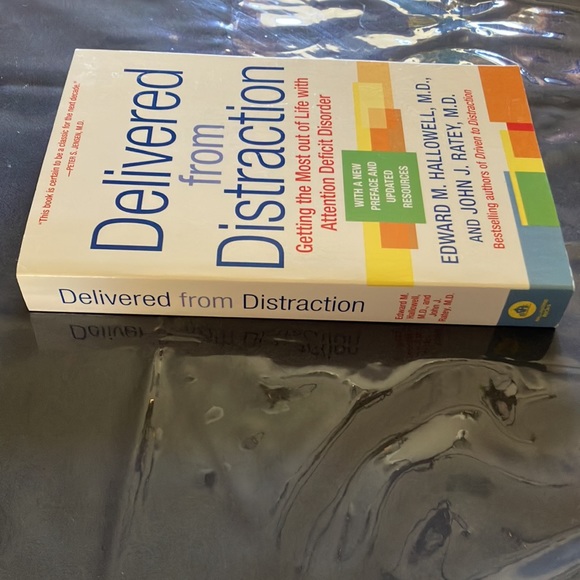 "This book is certain to be a classic for the next decade."
—PETER S. JENSEN, M.D.
Delivered
from
Distraction
Getting the Most out of Life with
Attention Deficit Disorder
WITH A NEW
PREFACE AND
UPDATED
RESOURCES
EDWARD M. HALLOWELL, M.D.,
AND JOHN J. RATEY, M.D.
Bestselling authors of Driven to Distraction
Delivered from Distraction
Edward M.
Hallowell,
M.D., and
John J.
Ratey, M.D.